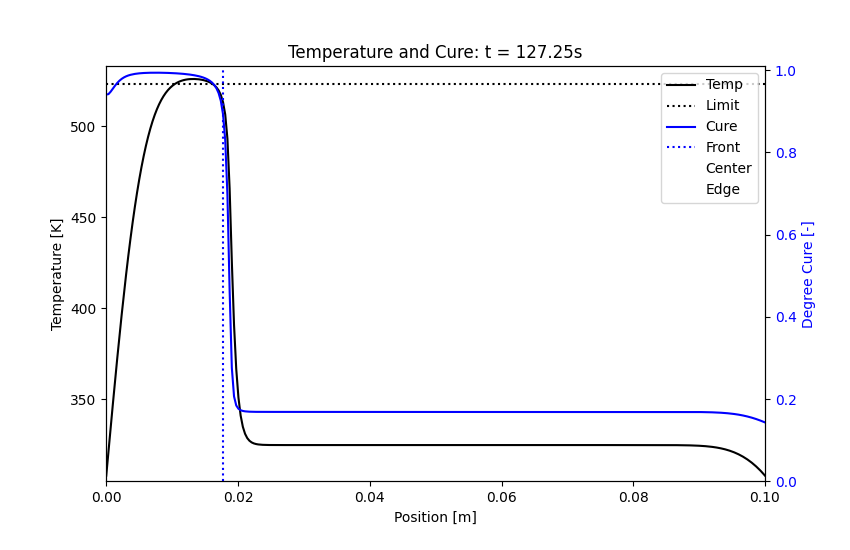 Temperature and Cure: t = 127.25s
Temperature [K]
500
450
400
350
Temp
Limit
Cure
Front
Center
Edge
1.0
0.8
0.6
0.4
0.2
0.0
Degree Cure [-]
0.00
0.02
0.04
0.06
0.08
0.10
Position [m]